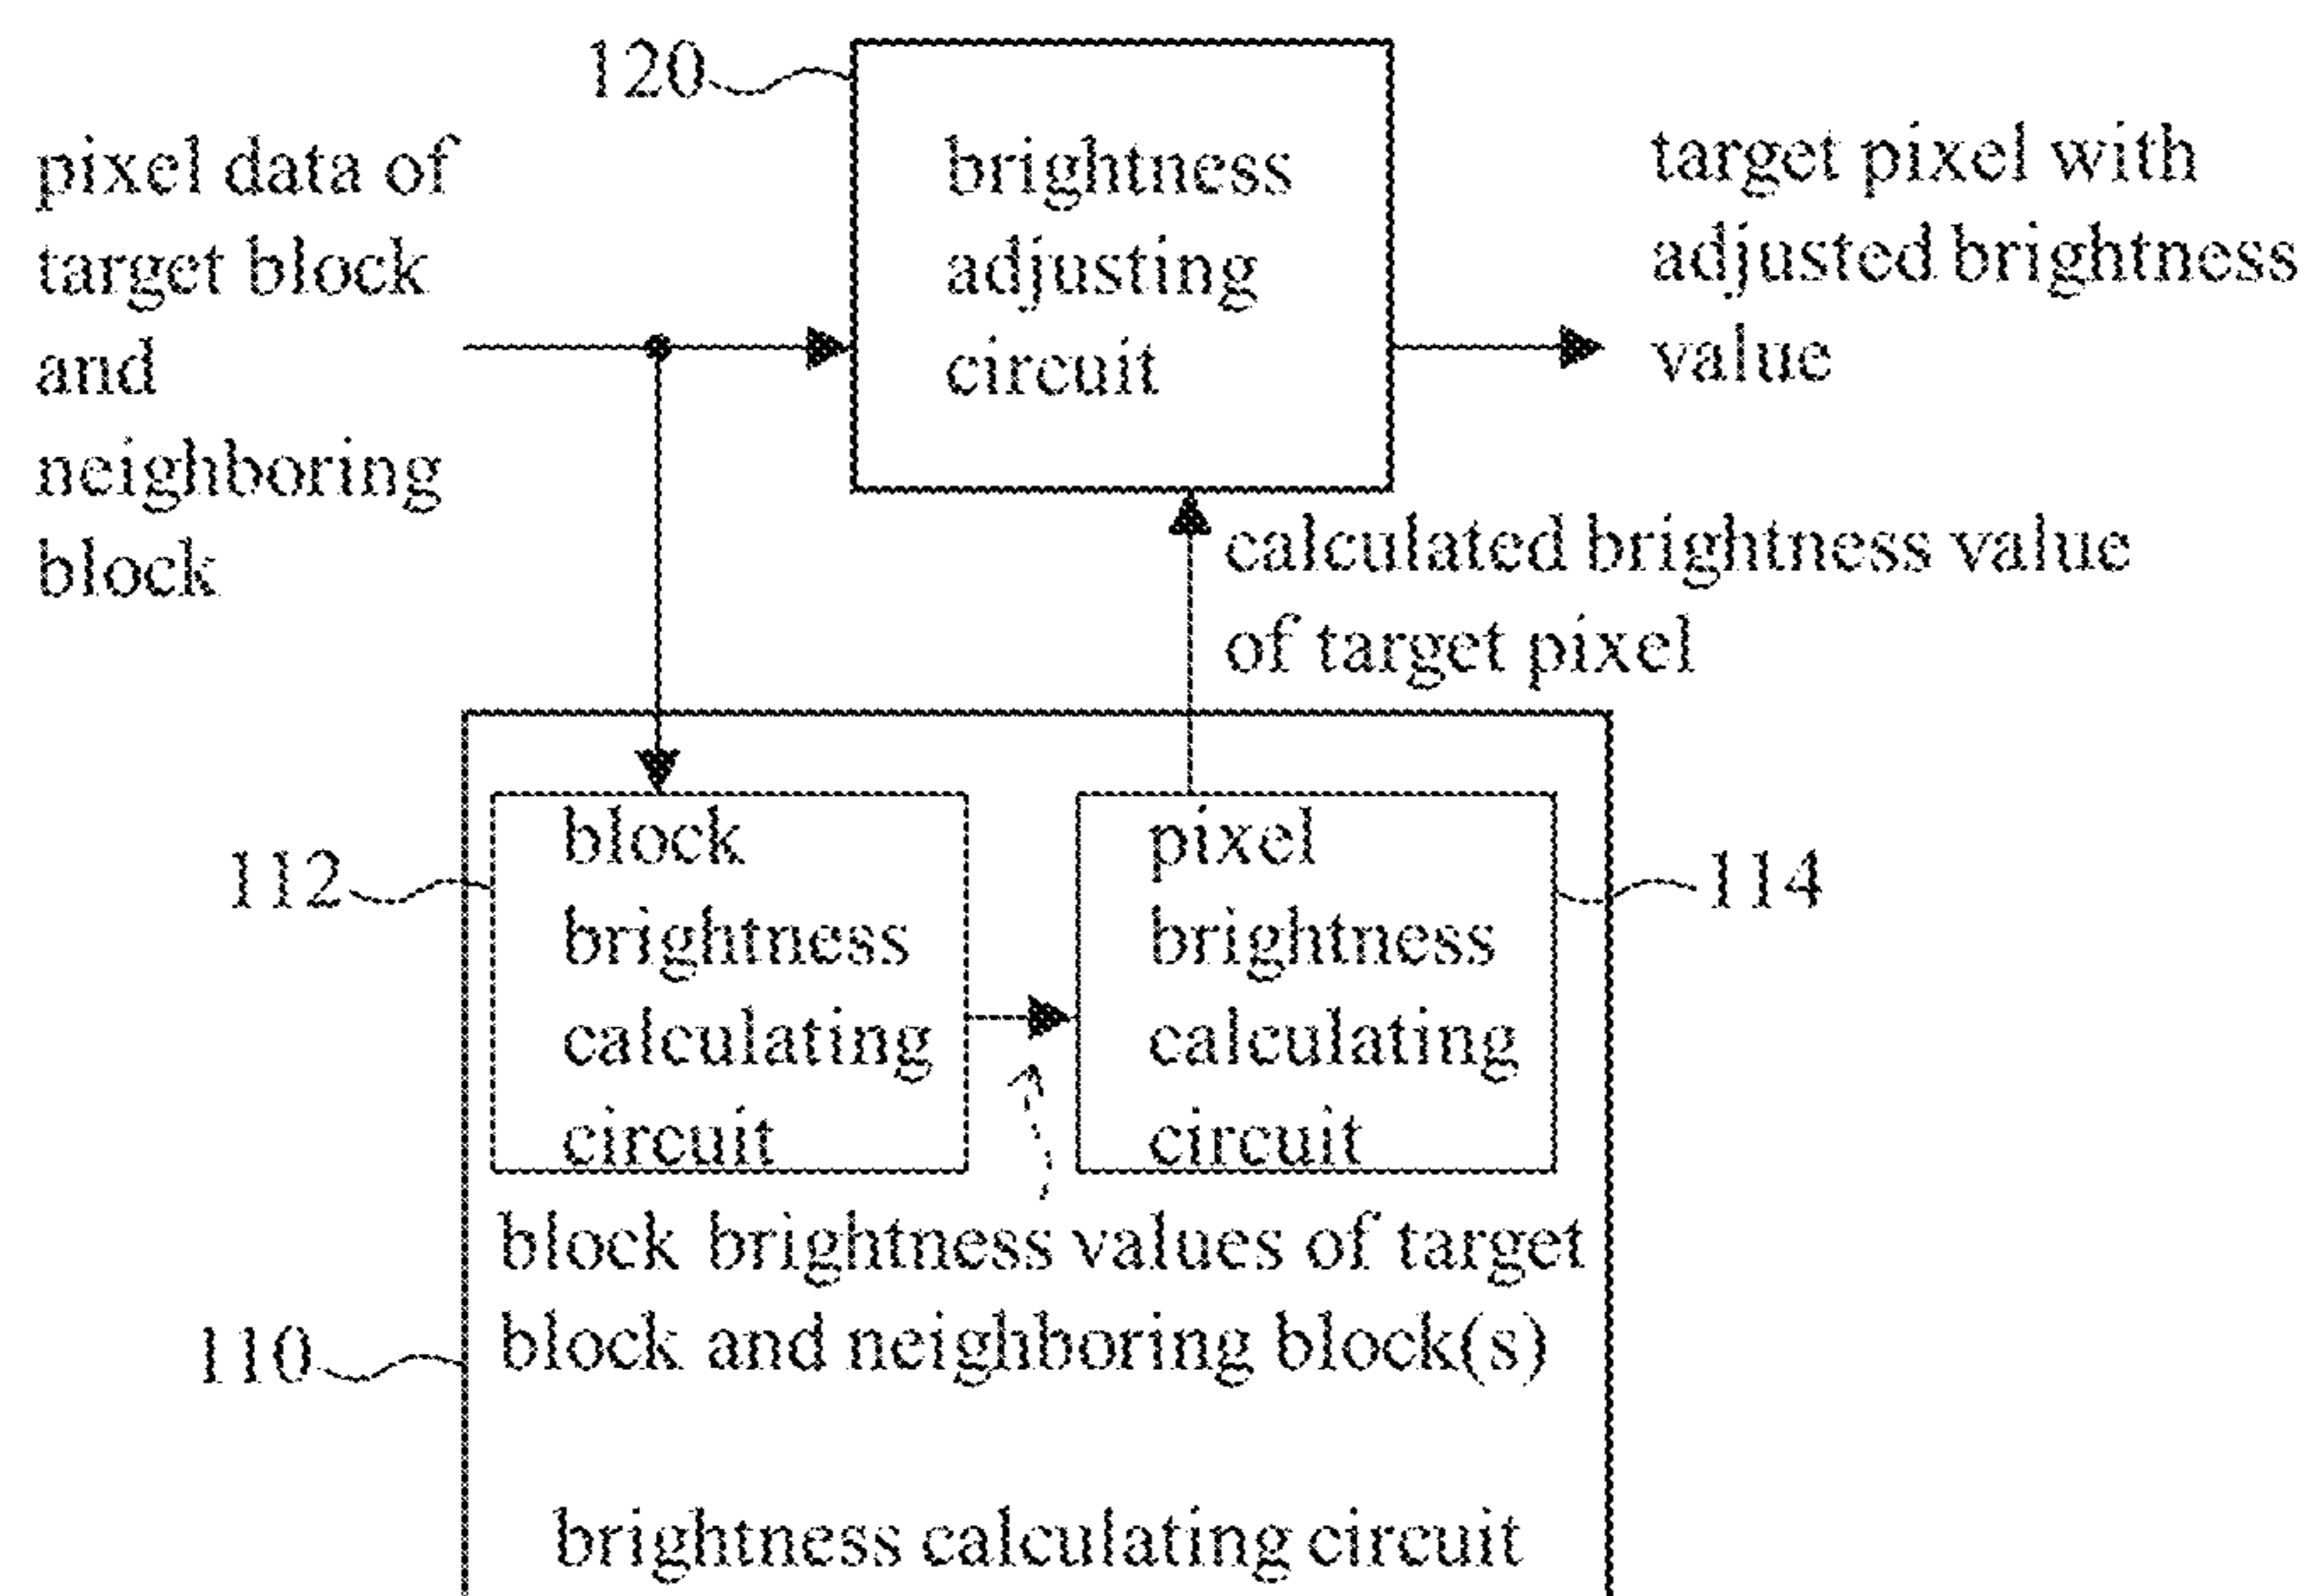 120
pixel data of
target block
and
neighboring
block
brightness
adjusting
circuit
target pixel with
adjusted brightness
value
calculated brightness value
of target pixel
112
block
brightness
calculating
circuit
pixel
brightness
calculating
circuit
114
block brightness values of target
block and neighboring block(s)
110
brightness calculating circuit